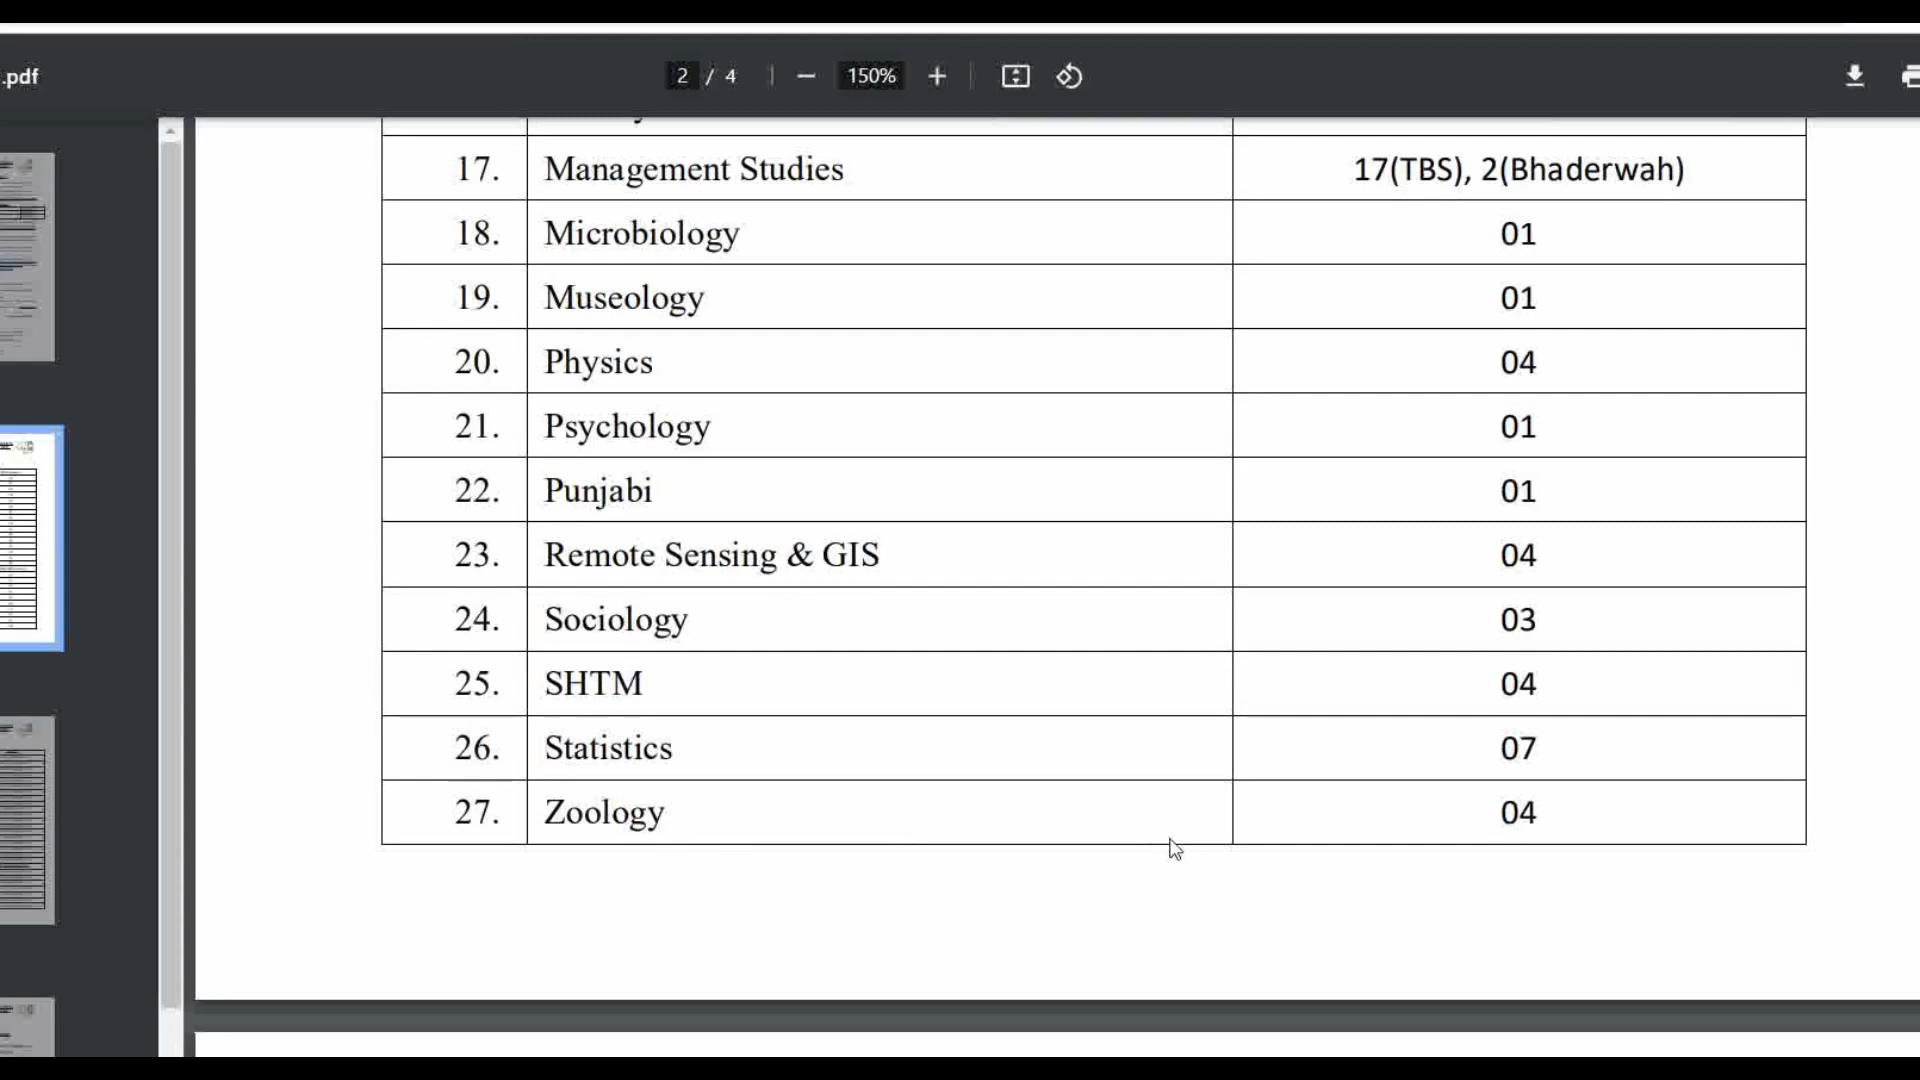 .pdf
2 / 4
150%
17. Management Studies 17(TBS), 2(Bhaderwah)
18. Microbiology 01
19. Museology 01
20. Physics 04
21. Psychology 01
22. Punjabi 01
23. Remote Sensing & GIS 04
24. Sociology 03
25. SHTM 04
26. Statistics 07
27. Zoology 04